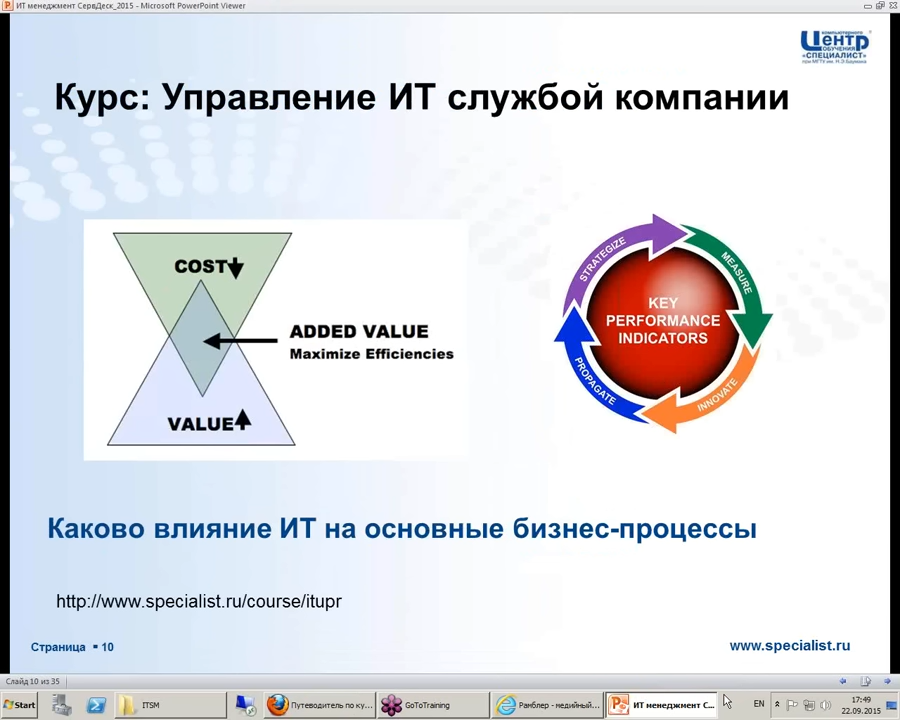 ИТ менеджмент СервДеск_2015 - Microsoft PowerPoint Viewer
компьютерного
Центр
ОБУЧЕНИЯ
«СПЕЦИАЛИСТ»
при МГТУ им. Н.Э.Баумана
Курс: Управление ИТ службой компании
COST
ADDED VALUE
Maximize Efficiencies
VALUE
STRATEGIZE
MEASURE
KEY
PERFORMANCE
INDICATORS
PROPAGATE
INNOVATE
Каково влияние ИТ на основные бизнес-процессы
http://www.specialist.ru/course/itupr
Страница ▪ 10
www.specialist.ru
Слайд 10 из 35
Start
ITSM
Путеводитель по ку...
GoToTraining
Рамблер - медийный...
ИТ менеджмент С...
EN
17:49
22.09.2015